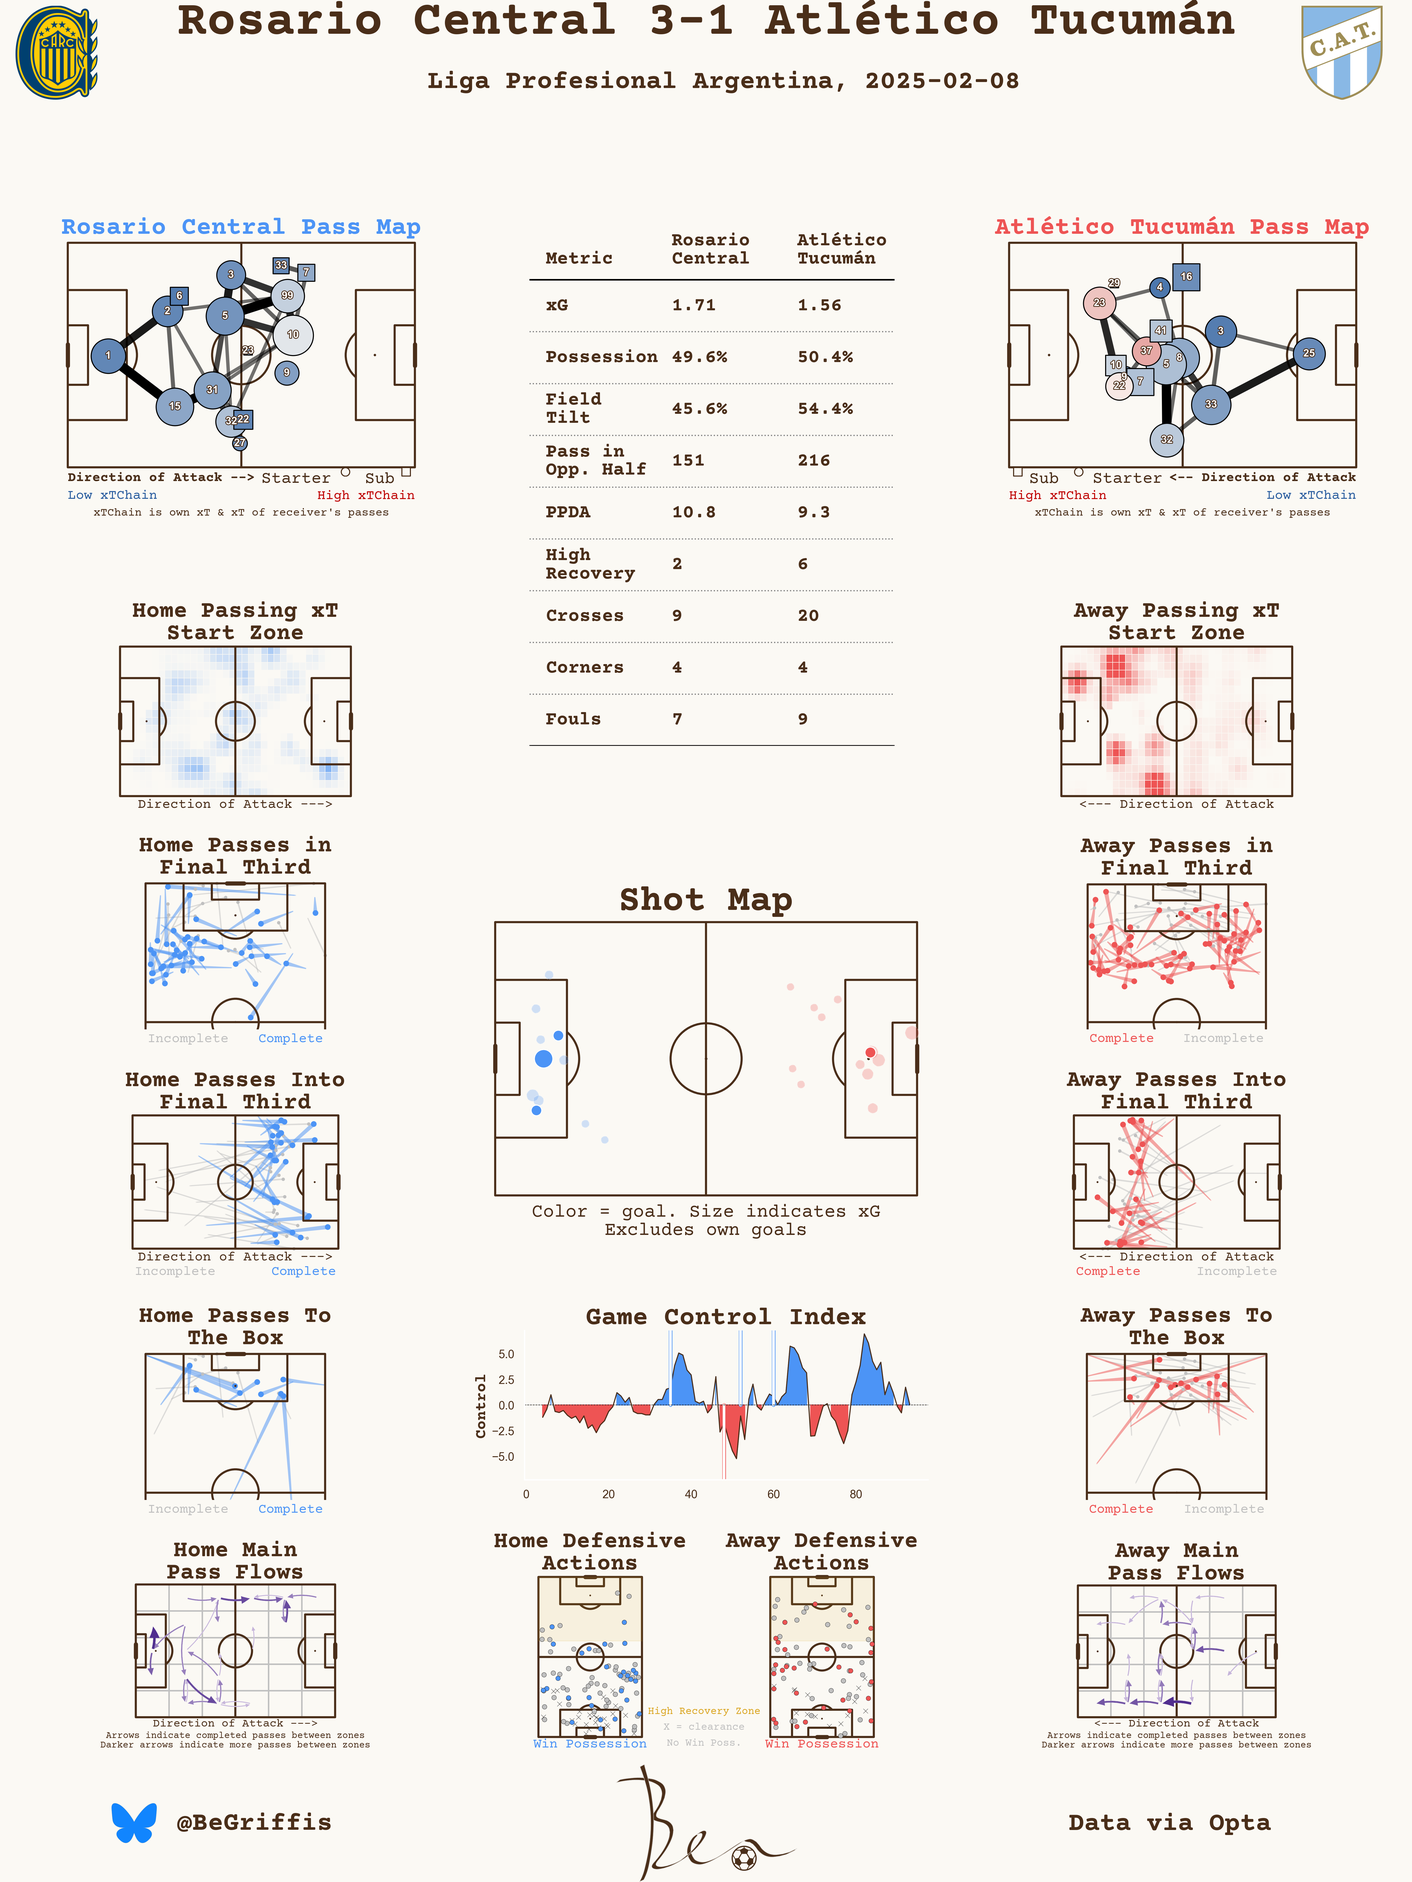 Rosario Central 3-1 Atlético Tucumán
Liga Profesional Argentina, 2025-02-08
CARC
C.A.T.
Rosario Central Pass Map
33
7
3
6
99
2
5
10
23
1
9
31
15
32
22
27
Direction of Attack --> Starter Sub
Low xTChain High xTChain
xTChain is own xT & xT of receiver's passes
Metric Rosario Central Atlético Tucumán
xG 1.71 1.56
Possession 49.6% 50.4%
Field Tilt 45.6% 54.4%
Pass in Opp. Half 151 216
PPDA 10.8 9.3
High Recovery 2 6
Crosses 9 20
Corners 4 4
Fouls 7 9
Atlético Tucumán Pass Map
29
4
16
23
41
3
37
8
25
10
5
9
7
22
33
32
Sub Starter <-- Direction of Attack
High xTChain Low xTChain
xTChain is own xT & xT of receiver's passes
Home Passing xT
Start Zone
Direction of Attack --->
Away Passing xT
Start Zone
<--- Direction of Attack
Home Passes in
Final Third
Incomplete Complete
Shot Map
Color = goal. Size indicates xG
Excludes own goals
Away Passes in
Final Third
Complete Incomplete
Home Passes Into
Final Third
Direction of Attack --->
Incomplete Complete
Away Passes Into
Final Third
<--- Direction of Attack
Complete Incomplete
Home Passes To
The Box
Incomplete Complete
Game Control Index
Control
5.0
2.5
0.0
−2.5
−5.0
0 20 40 60 80
Away Passes To
The Box
Complete Incomplete
Home Main
Pass Flows
Direction of Attack --->
Arrows indicate completed passes between zones
Darker arrows indicate more passes between zones
Home Defensive
Actions
Win Possession
High Recovery Zone
X = clearance
No Win Poss.
Away Defensive
Actions
Win Possession
Away Main
Pass Flows
<--- Direction of Attack
Arrows indicate completed passes between zones
Darker arrows indicate more passes between zones
@BeGriffis
Ben
Data via Opta